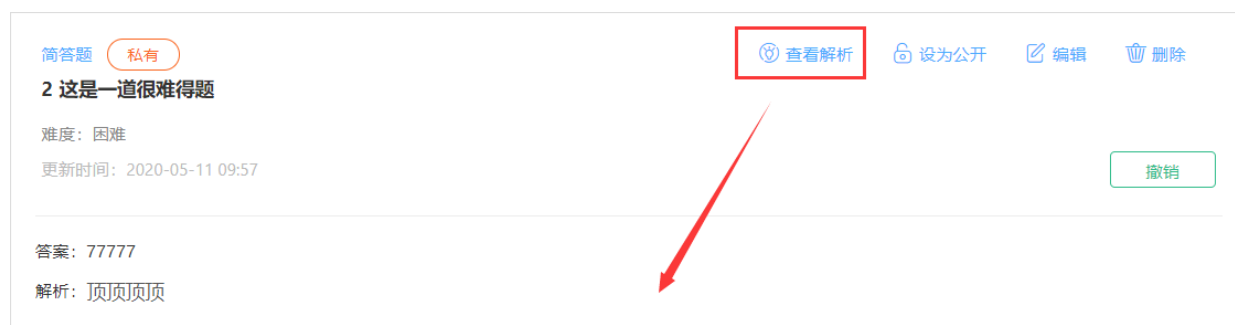 简答题 私有 查看解析 设为公开 编辑 删除
2 这是一道很难得题
难度：困难
更新时间：2020-05-11 09:57
撤销
答案：77777
解析：顶顶顶顶